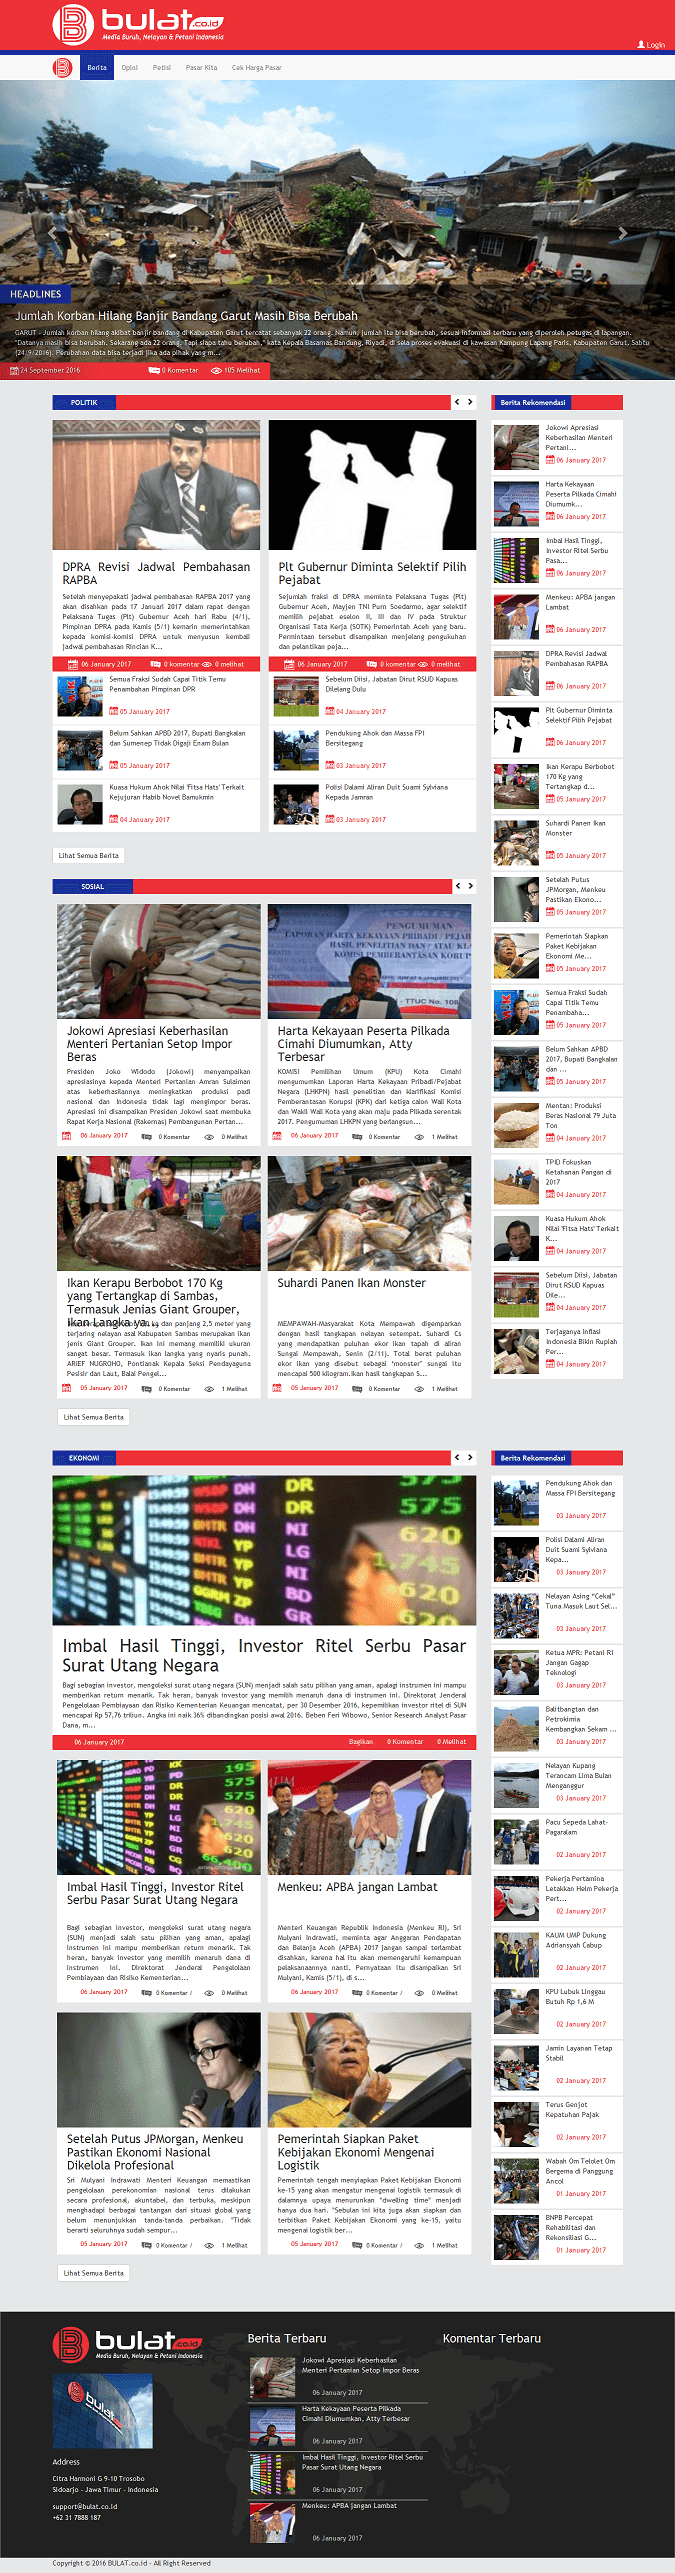 bulat.co.id
Media Buruh, Nelayan & Petani Indonesia
Login
Berita Opini Petisi Pasar Kita Cek Harga Pasar
HEADLINES
Jumlah Korban Hilang Banjir Bandang Garut Masih Bisa Berubah
GARUT - Jumlah korban hilang akibat banjir bandang di Kabupaten Garut tercatat sebanyak 22 orang. Namun, jumlah itu bisa berubah, sesuai informasi terbaru yang diperoleh petugas di lapangan.
"Datanya masih bisa berubah. Sekarang ada 22 orang. Tapi siapa tahu berubah," kata Kepala Basarnas Bandung, Riyadi, di sela proses evakuasi di kawasan Kampung Lapang Paris, Kabupaten Garut, Sabtu
(24/9/2016). Perubahan data bisa terjadi jika ada pihak yang m...
24 September 2016 0 Komentar 105 Melihat
POLITIK
DPRA Revisi Jadwal Pembahasan
RAPBA
Setelah menyepakati jadwal pembahasan RAPBA 2017 yang
akan disahkan pada 17 Januari 2017 dalam rapat dengan
Pelaksana Tugas (Plt) Gubernur Aceh hari Rabu (4/1),
Pimpinan DPRA pada Kamis (5/1) kemarin memerintahkan
kepada komisi-komisi DPRA untuk menyusun kembali
jadwal pembahasan Rincian K...
06 January 2017 0 komentar 0 melihat
Semua Fraksi Sudah Capai Titik Temu
Penambahan Pimpinan DPR
05 January 2017
Belum Sahkan APBD 2017, Bupati Bangkalan
dan Sumenep Tidak Digaji Enam Bulan
05 January 2017
Kuasa Hukum Ahok Nilai 'Fitsa Hats' Terkait
Kejujuran Habib Novel Bamukmin
04 January 2017
Plt Gubernur Diminta Selektif Pilih
Pejabat
Sejumlah fraksi di DPRA meminta Pelaksana Tugas (Plt)
Gubernur Aceh, Mayjen TNI Purn Soedarmo, agar selektif
memilih pejabat eselon II, III dan IV pada Struktur
Organisasi Tata Kerja (SOTK) Pemerintah Aceh yang baru.
Permintaan tersebut disampaikan menjelang pengukuhan
dan pelantikan peja...
06 January 2017 0 komentar 0 melihat
Sebelum Diisi, Jabatan Dirut RSUD Kapuas
Dilelang Dulu
04 January 2017
Pendukung Ahok dan Massa FPI
Bersitegang
03 January 2017
Polisi Dalami Aliran Duit Suami Sylviana
Kepada Jamran
03 January 2017
Lihat Semua Berita
SOSIAL
PENGUMUMAN
LAPORAN HARTA KEKAYAAN PRIBADI / PEJABAT
HASIL PENELITIAN DAN / ATAU KLA
KOMISI PEMBERANTASAN KORUP
Jokowi Apresiasi Keberhasilan
Menteri Pertanian Setop Impor
Beras
Presiden Joko Widodo (Jokowi) menyampaikan
apresiasinya kepada Menteri Pertanian Amran Sulaiman
atas keberhasilannya meningkatkan produksi padi
nasional dan Indonesia tidak lagi mengimpor beras.
Apresiasi ini disampaikan Presiden Jokowi saat membuka
Rapat Kerja Nasional (Rakernas) Pembangunan Pertan...
06 January 2017 0 Komentar 0 Melihat
Harta Kekayaan Peserta Pilkada
Cimahi Diumumkan, Atty
Terbesar
KOMISI Pemilihan Umum (KPU) Kota Cimahi
mengumumkan Laporan Harta Kekayaan Pribadi/Pejabat
Negara (LHKPN) hasil penelitian dan klarifikasi Komisi
Pemberantasan Korupsi (KPK) dari ketiga calon Wali Kota
dan Wakil Wali Kota yang akan maju pada Pilkada serentak
2017. Pengumuman LHKPN yang berlangsun...
06 January 2017 0 Komentar 1 Melihat
Ikan Kerapu Berbobot 170 Kg
yang Tertangkap di Sambas,
Termasuk Jenias Giant Grouper,
Ikan Langka ya...
dan panjang 2,5 meter yang
terjaring nelayan asal Kabupaten Sambas merupakan ikan
jenis Giant Grouper. Ikan ini memang memiliki ukuran
sangat besar. Termasuk ikan langka yang nyaris punah.
ARIEF NUGROHO, Pontianak Kepala Seksi Pendayaguna
Pesisir dan Laut, Balai Pengel...
05 January 2017 0 Komentar 1 Melihat
Suhardi Panen Ikan Monster
MEMPAWAH-Masyarakat Kota Mempawah digemparkan
dengan hasil tangkapan nelayan setempat. Suhardi Cs
yang mendapatkan puluhan ekor ikan tapah di aliran
Sungai Mempawah, Senin (2/11). Total berat puluhan
ekor ikan yang disebut sebagai 'monster' sungai itu
mencapai 500 kilogram.Ikan hasil tangkapan S...
05 January 2017 0 Komentar 1 Melihat
Lihat Semua Berita
Berita Rekomendasi
Jokowi Apresiasi
Keberhasilan Menteri
Pertani...
06 January 2017
Harta Kekayaan
Peserta Pilkada Cimahi
Diumumk...
06 January 2017
Imbal Hasil Tinggi,
Investor Ritel Serbu
Pasa...
06 January 2017
Menkeu: APBA jangan
Lambat
06 January 2017
DPRA Revisi Jadwal
Pembahasan RAPBA
06 January 2017
Plt Gubernur Diminta
Selektif Pilih Pejabat
06 January 2017
Ikan Kerapu Berbobot
170 Kg yang
Tertangkap d...
05 January 2017
Suhardi Panen Ikan
Monster
05 January 2017
Setelah Putus
JPMorgan, Menkeu
Pastikan Ekono...
05 January 2017
Pemerintah Siapkan
Paket Kebijakan
Ekonomi Me...
05 January 2017
Semua Fraksi Sudah
Capai Titik Temu
Penambaha...
05 January 2017
Belum Sahkan APBD
2017, Bupati Bangkalan
dan ...
05 January 2017
Mentan: Produksi
Beras Nasional 79 Juta
Ton
04 January 2017
TPID Fokuskan
Ketahanan Pangan di
2017
04 January 2017
Kuasa Hukum Ahok
Nilai 'Fitsa Hats' Terkait
K...
04 January 2017
Sebelum Diisi, Jabatan
Dirut RSUD Kapuas
Dile...
04 January 2017
Terjaganya Inflasi
Indonesia Bikin Rupiah
Per...
04 January 2017
EKONOMI
Imbal Hasil Tinggi, Investor Ritel Serbu Pasar
Surat Utang Negara
Bagi sebagian investor, mengoleksi surat utang negara (SUN) menjadi salah satu pilihan yang aman, apalagi instrumen ini mampu
memberikan return menarik. Tak heran, banyak investor yang memilih menaruh dana di instrumen ini. Direktorat Jenderal
Pengelolaan Pembiayaan dan Risiko Kementerian Keuangan mencatat, per 30 Desember 2016, kepemilikan investor ritel di SUN
mencapai Rp 57,76 triliun. Angka ini naik 36% dibandingkan posisi awal 2016. Beben Feri Wibowo, Senior Research Analyst Pasar
Dana, m...
06 January 2017 Bagikan 0 Komentar 0 Melihat
Imbal Hasil Tinggi, Investor Ritel
Serbu Pasar Surat Utang Negara
Bagi sebagian investor, mengoleksi surat utang negara
(SUN) menjadi salah satu pilihan yang aman, apalagi
instrumen ini mampu memberikan return menarik. Tak
heran, banyak investor yang memilih menaruh dana di
instrumen ini. Direktorat Jenderal Pengelolaan
Pembiayaan dan Risiko Kementerian...
06 January 2017 0 Komentar / 0 Melihat
Menkeu: APBA jangan Lambat
Menteri Keuangan Republik Indonesia (Menkeu RI), Sri
Mulyani Indrawati, meminta agar Anggaran Pendapatan
dan Belanja Aceh (APBA) 2017 jangan sampai terlambat
disahkan, karena hal itu akan memengaruhi kemampuan
pelaksanaannya nanti. Pernyataan itu disampaikan Sri
Mulyani, Kamis (5/1), di s...
06 January 2017 0 Komentar / 1 Melihat
Setelah Putus JPMorgan, Menkeu
Pastikan Ekonomi Nasional
Dikelola Profesional
Sri Mulyani Indrawati Menteri Keuangan memastikan
pengelolaan perekonomian nasional terus dilakukan
secara profesional, akuntabel, dan terbuka, meskipun
menghadapi berbagai tantangan dari situasi global yang
belum menunjukkan tanda-tanda perbaikan. "Tidak
berarti seluruhnya sudah sempur...
05 January 2017 0 Komentar / 1 Melihat
Pemerintah Siapkan Paket
Kebijakan Ekonomi Mengenai
Logistik
Pemerintah tengah menyiapkan Paket Kebijakan Ekonomi
ke-15 yang akan mengatur mengenai logistik termasuk di
dalamnya upaya menurunkan "dwelling time" menjadi
hanya dua hari. "Sebulan ini kita juga akan siapkan dan
terbitkan Paket Kebijakan Ekonomi yang ke-15, yaitu
mengenai logistik ber...
05 January 2017 0 Komentar / 1 Melihat
Lihat Semua Berita
Berita Rekomendasi
Pendukung Ahok dan
Massa FPI Bersitegang
03 January 2017
Polisi Dalami Aliran
Duit Suami Sylviana
Kepa...
03 January 2017
Nelayan Asing "Cekal"
Tuna Masuk Laut Sel...
03 January 2017
Ketua MPR: Petani RI
Jangan Gagap
Teknologi
03 January 2017
Balitbangtan dan
Petrokimia
Kembangkan Sekam ...
03 January 2017
Nelayan Kupang
Terancam Lima Bulan
Menganggur
03 January 2017
Pacu Sepeda Lahat-
Pagaralam
02 January 2017
Pekerja Pertamina
Letakkan Helm Pekerja
Pert...
02 January 2017
KAUM UMP Dukung
Adriansyah Cabup
02 January 2017
KPU Lubuk Linggau
Butuh Rp 1,6 M
02 January 2017
Jamin Layanan Tetap
Stabil
02 January 2017
Terus Genjot
Kepatuhan Pajak
02 January 2017
Wabah Om Telolet Om
Bergema di Panggung
Ancol
01 January 2017
BNPB Percepat
Rehabilitasi dan
Rekonsiliasi G...
01 January 2017
bulat.co.id
Media Buruh, Nelayan & Petani Indonesia
bulat
Address
Citra Harmoni G 9-10 Trosobo
Sidoarjo - Jawa Timur - Indonesia
support@bulat.co.id
+62 31 7888 187
Berita Terbaru
Jokowi Apresiasi Keberhasilan
Menteri Pertanian Setop Impor Beras
06 January 2017
Harta Kekayaan Peserta Pilkada
Cimahi Diumumkan, Atty Terbesar
06 January 2017
Imbal Hasil Tinggi, Investor Ritel Serbu
Pasar Surat Utang Negara
06 January 2017
Menkeu: APBA jangan Lambat
06 January 2017
Komentar Terbaru
Copyright © 2016 BULAT.co.id - All Right Reserved